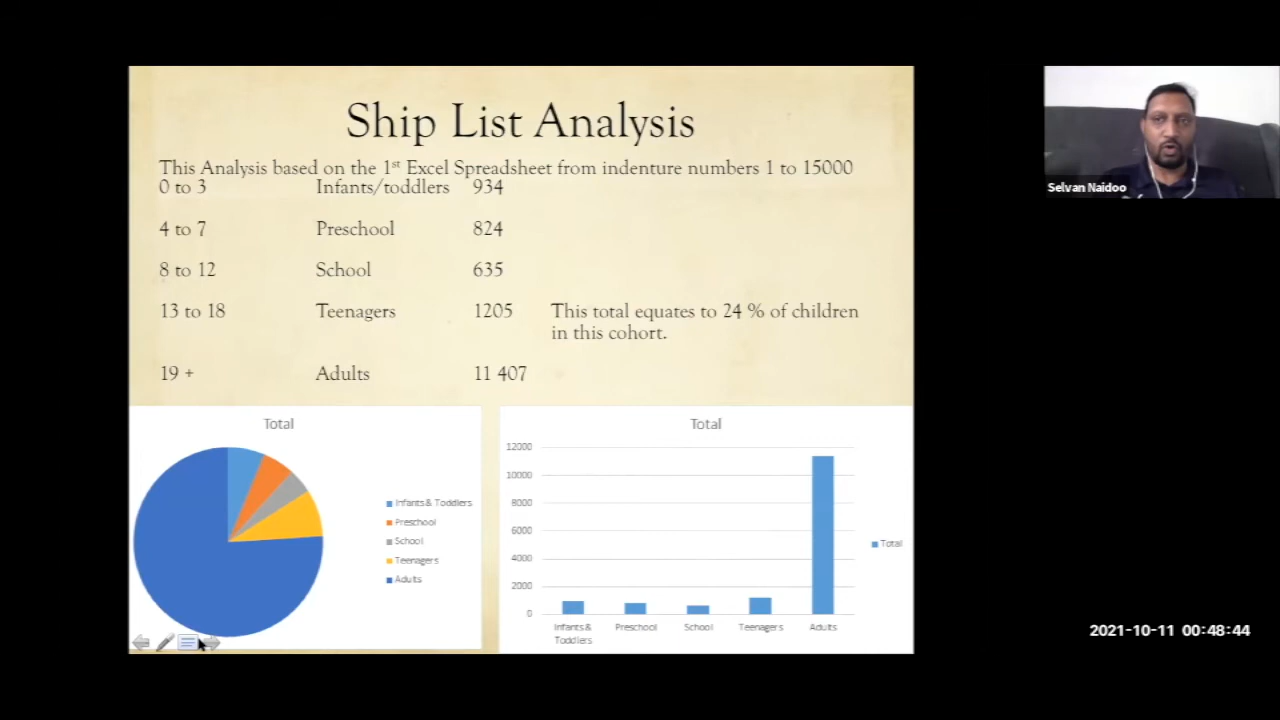 Ship List Analysis
This Analysis based on the 1st Excel Spreadsheet from indenture numbers 1 to 15000
0 to 3 Infants/toddlers 934
4 to 7 Preschool 824
8 to 12 School 635
13 to 18 Teenagers 1205 This total equates to 24 % of children
in this cohort.
19 + Adults 11 407
Total
Infants & Toddlers
Preschool
School
Teenagers
Adults
Total
12000
10000
8000
6000
4000
2000
0
Infants & Preschool School Teenagers Adults
Toddlers
Total
Selvan Naidoo
2021-10-11 00:48:44